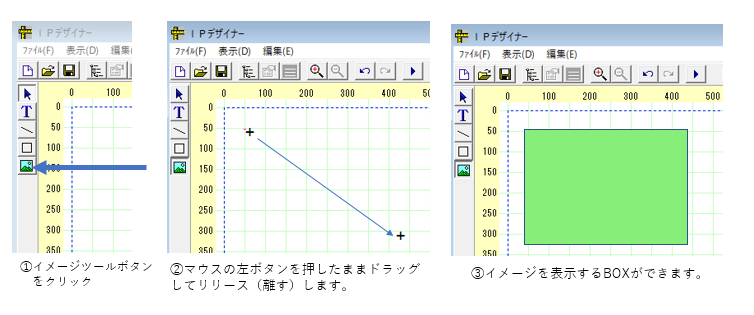 ＩＰデザイナー
ﾌｧｲﾙ(F) 表示(D) 編集(
0 100
0
50
100
150
200
250
300
350
①イメージツールボタン
をクリック
ＩＰデザイナー
ﾌｧｲﾙ(F) 表示(D) 編集(E)
0 100 200 300 400 50
0
50
100
150
200
250
300
350
②マウスの左ボタンを押したままドラッグ
してリリース（離す）します。
ＩＰデザイナー
ﾌｧｲﾙ(F) 表示(D) 編集(E)
0 100 200 300 400 500
0
50
100
150
200
250
300
350
③イメージを表示するBOXができます。